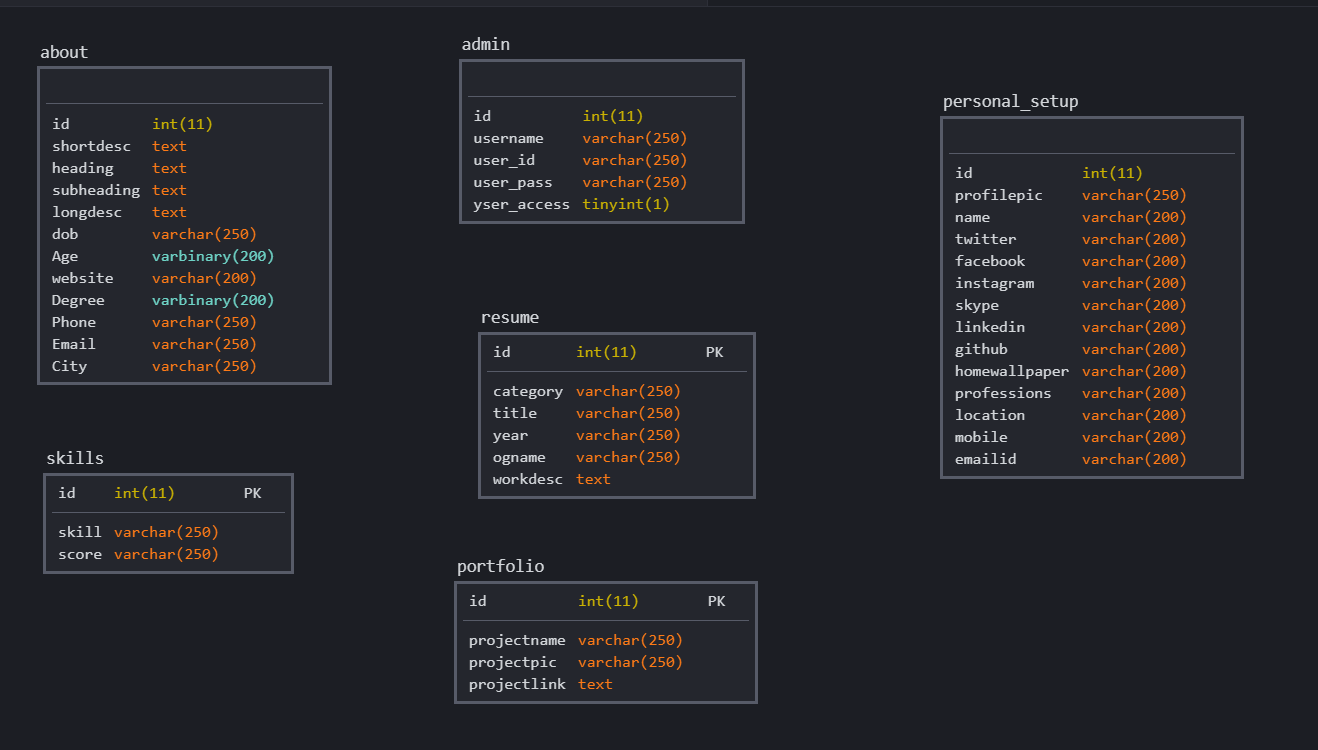 about
id int(11)
shortdesc text
heading text
subheading text
longdesc text
dob varchar(250)
Age varbinary(200)
website varchar(200)
Degree varbinary(200)
Phone varchar(250)
Email varchar(250)
City varchar(250)
skills
id int(11) PK
skill varchar(250)
score varchar(250)
admin
id int(11)
username varchar(250)
user_id varchar(250)
user_pass varchar(250)
yser_access tinyint(1)
resume
id int(11) PK
category varchar(250)
title varchar(250)
year varchar(250)
ogname varchar(250)
workdesc text
portfolio
id int(11) PK
projectname varchar(250)
projectpic varchar(250)
projectlink text
personal_setup
id int(11)
profilepic varchar(250)
name varchar(200)
twitter varchar(200)
facebook varchar(200)
instagram varchar(200)
skype varchar(200)
linkedin varchar(200)
github varchar(200)
homewallpaper varchar(200)
professions varchar(200)
location varchar(200)
mobile varchar(200)
emailid varchar(200)